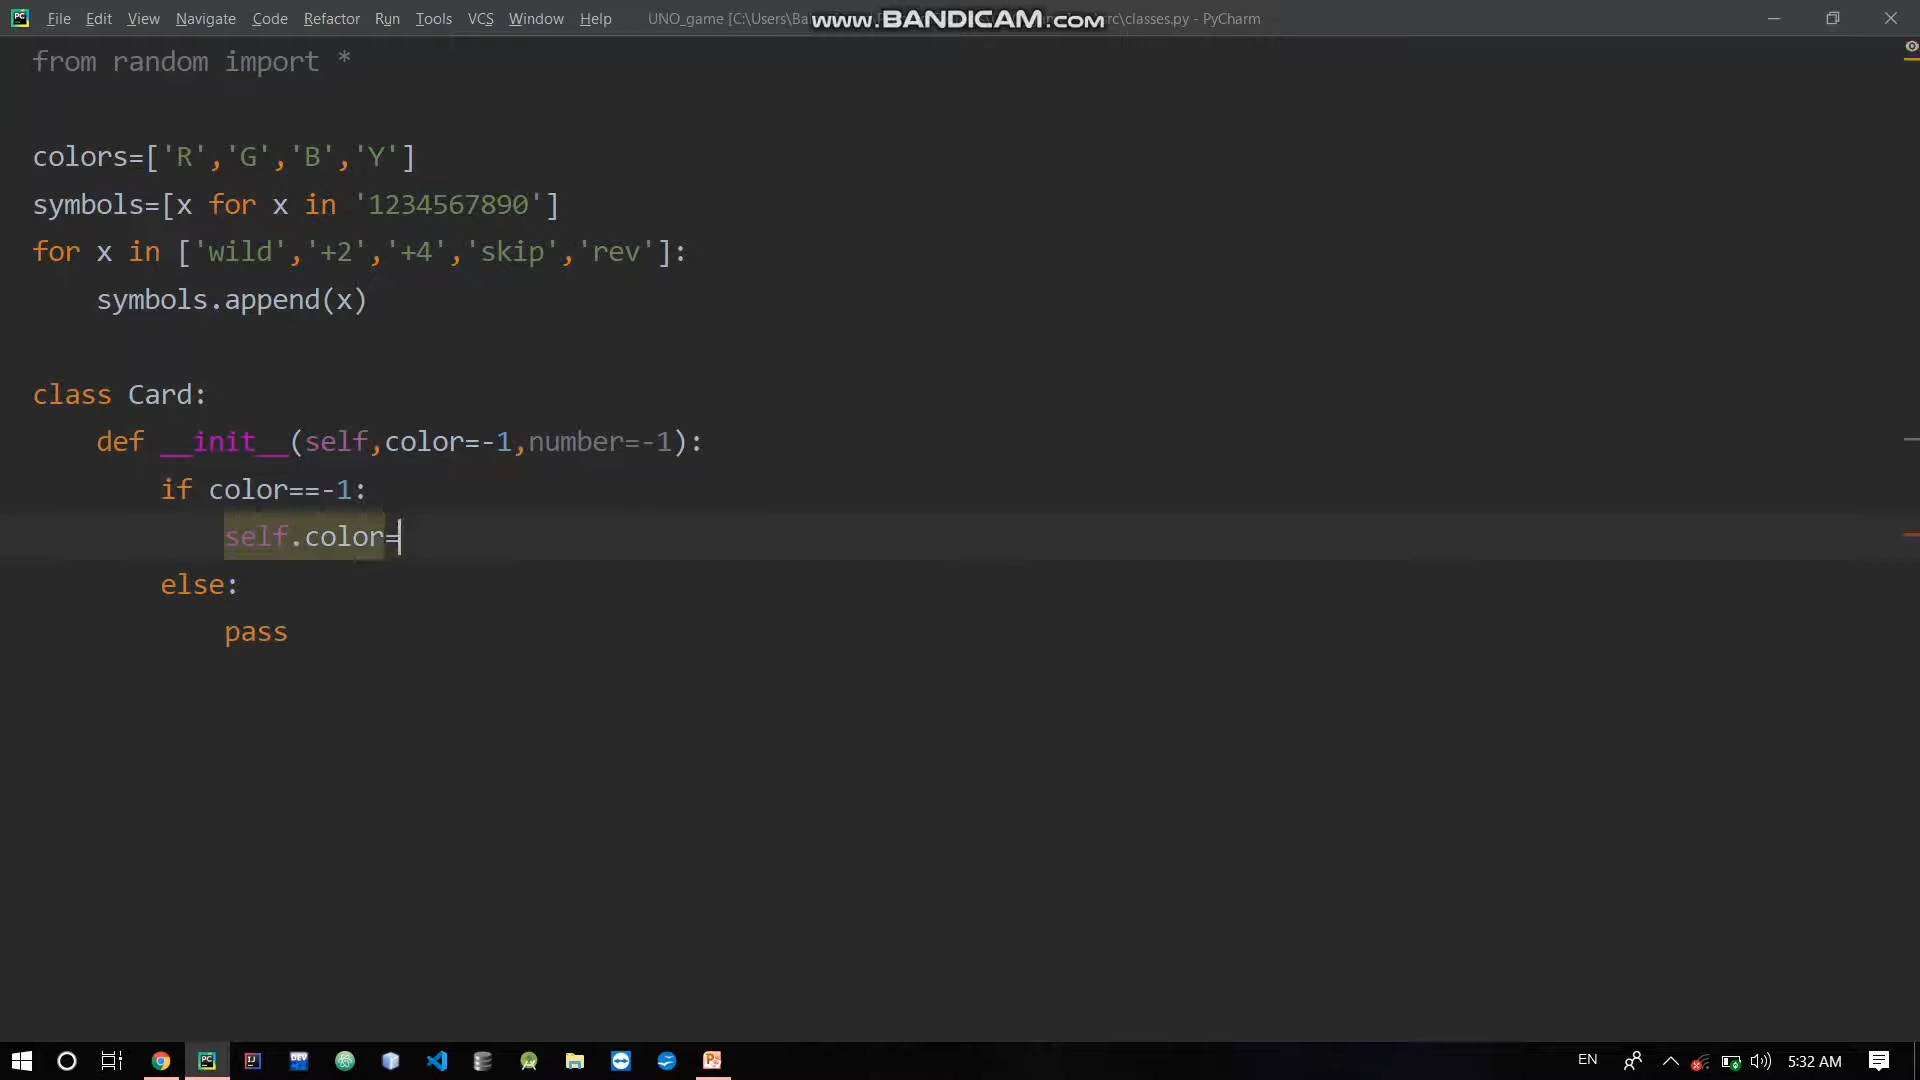 File Edit View Navigate Code Refactor Run Tools VCS Window Help UNO_game [C:\Users\Ba www.BANDICAM.com rc\classes.py - PyCharm
from random import *
colors=['R','G','B','Y']
symbols=[x for x in '1234567890']
for x in ['wild','+2','+4','skip','rev']:
    symbols.append(x)
class Card:
    def __init__(self,color=-1,number=-1):
        if color==-1:
            self.color=
        else:
            pass
EN 5:32 AM